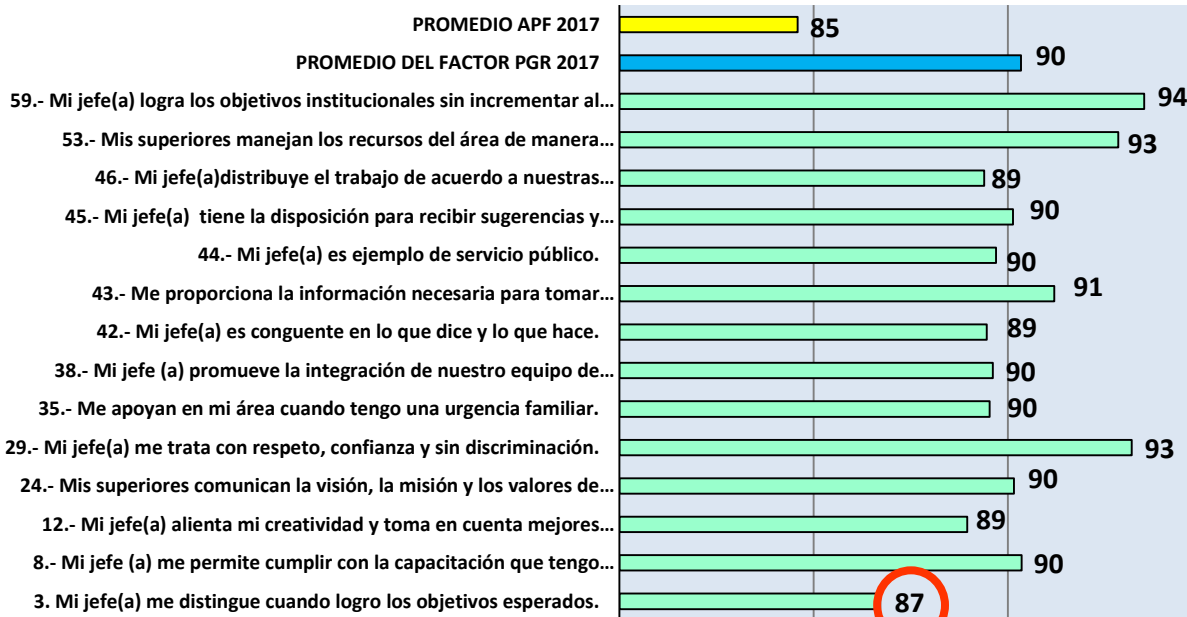 PROMEDIO APF 2017 85
PROMEDIO DEL FACTOR PGR 2017 90
59.- Mi jefe(a) logra los objetivos institucionales sin incrementar al... 94
53.- Mis superiores manejan los recursos del área de manera... 93
46.- Mi jefe(a)distribuye el trabajo de acuerdo a nuestras... 89
45.- Mi jefe(a) tiene la disposición para recibir sugerencias y... 90
44.- Mi jefe(a) es ejemplo de servicio público. 90
43.- Me proporciona la información necesaria para tomar... 91
42.- Mi jefe(a) es conguente en lo que dice y lo que hace. 89
38.- Mi jefe (a) promueve la integración de nuestro equipo de... 90
35.- Me apoyan en mi área cuando tengo una urgencia familiar. 90
29.- Mi jefe(a) me trata con respeto, confianza y sin discriminación. 93
24.- Mis superiores comunican la visión, la misión y los valores de... 90
12.- Mi jefe(a) alienta mi creatividad y toma en cuenta mejores... 89
8.- Mi jefe (a) me permite cumplir con la capacitación que tengo... 90
3. Mi jefe(a) me distingue cuando logro los objetivos esperados. 87